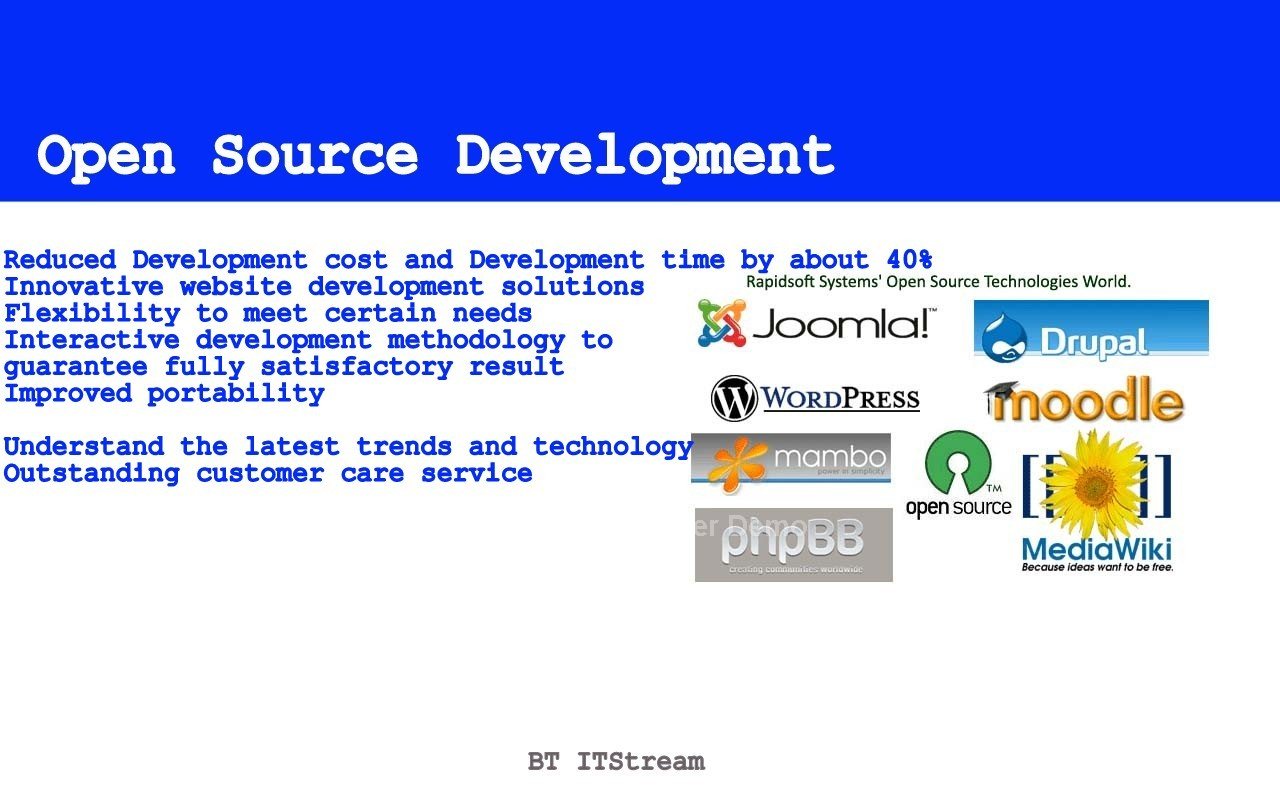 Open Source Development
Reduced Development cost and Development time by about 40%
Innovative website development solutions
Flexibility to meet certain needs
Interactive development methodology to
guarantee fully satisfactory result
Improved portability
Understand the latest trends and technology
Outstanding customer care service
Rapidsoft Systems' Open Source Technologies World.
Joomla!™
Drupal
WORDPRESS
moodle
mambo
power in simplicity
open source
TM
[[ ]]
MediaWiki
Because ideas want to be free.
Demo
phpBB
creating communities worldwide
BT ITStream